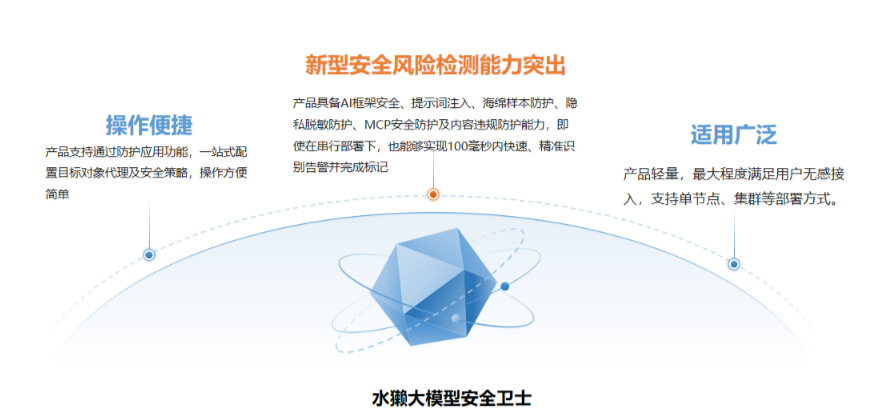 新型安全风险检测能力突出
产品具备AI框架安全、提示词注入、海绵样本防护、隐
私脱敏防护、MCP安全防护及内容违规防护能力，即
使在串行部署下，也能够实现100毫秒内快速、精准识
别告警并完成标记
操作便捷
产品支持通过防护应用功能，一站式配
置目标对象代理及安全策略，操作方便
简单
适用广泛
产品轻量，最大程度满足用户无感接
入，支持单节点、集群等部署方式。
水獭大模型安全卫士